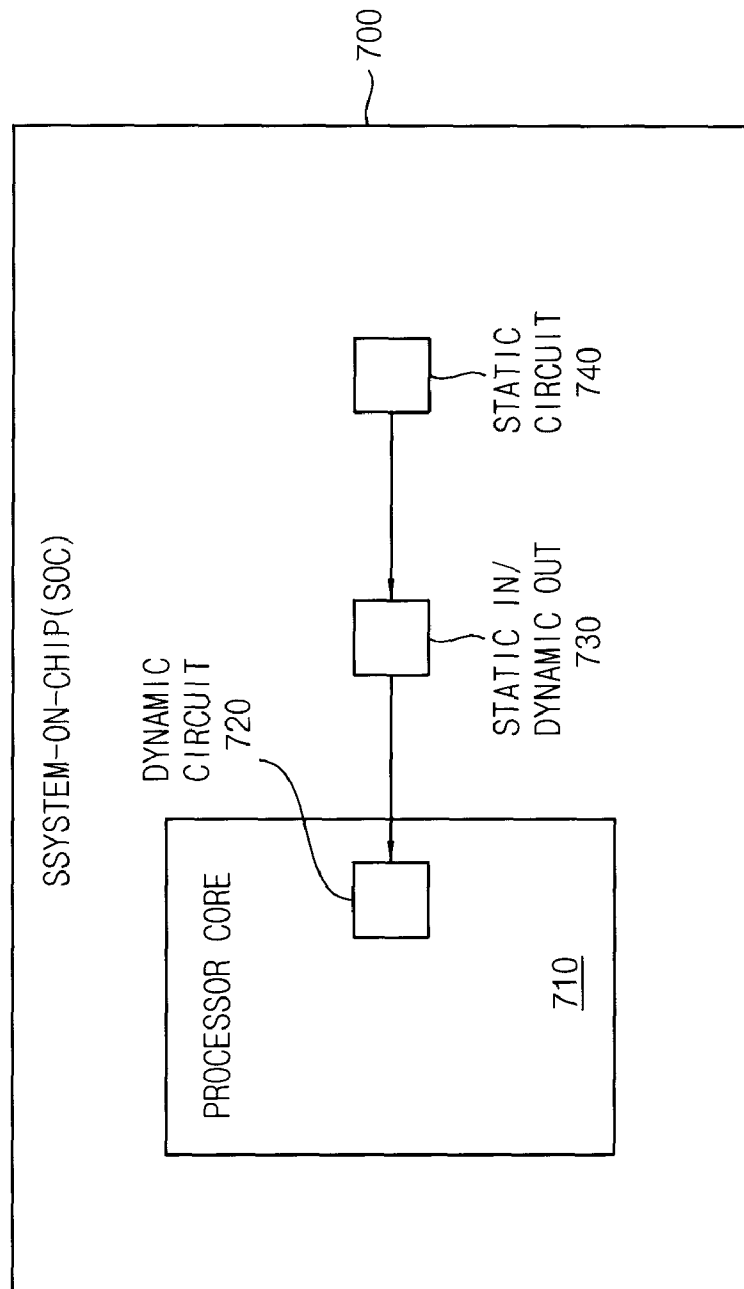 SSYSTEM-ON-CHIP(SOC)
700
PROCESSOR CORE
710
DYNAMIC
CIRCUIT
720
STATIC IN/
DYNAMIC OUT
730
STATIC
CIRCUIT
740